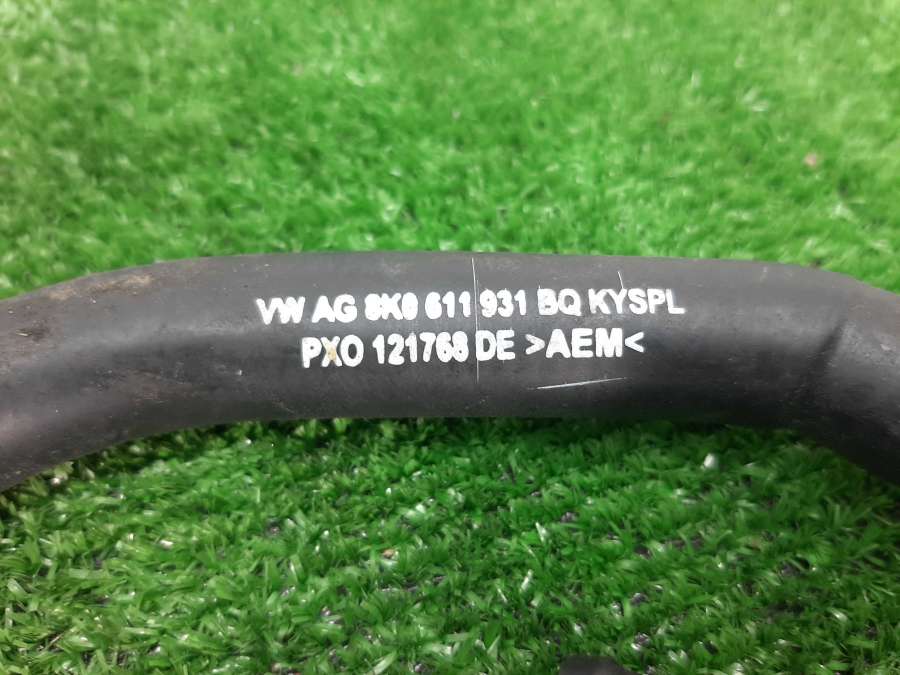 VW AG 8K0 611 931 BQ KYSPL
PXO 121768 DE >AEM<